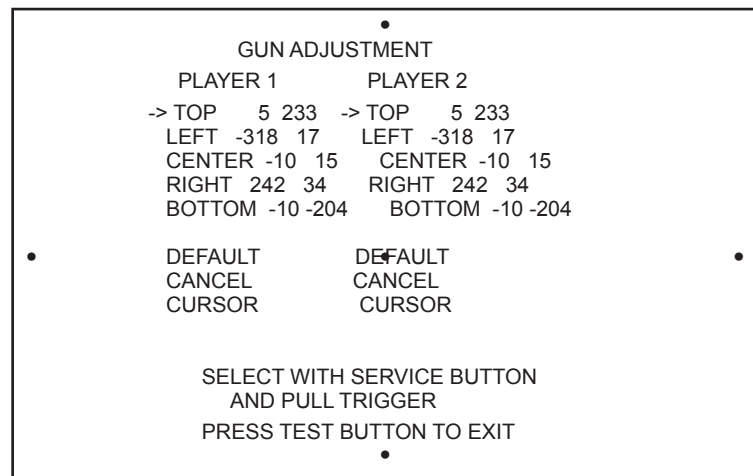 GUN ADJUSTMENT
PLAYER 1 PLAYER 2
-> TOP 5 233 -> TOP 5 233
LEFT -318 17 LEFT -318 17
CENTER -10 15 CENTER -10 15
RIGHT 242 34 RIGHT 242 34
BOTTOM -10 -204 BOTTOM -10 -204
DEFAULT DEFAULT
CANCEL CANCEL
CURSOR CURSOR
SELECT WITH SERVICE BUTTON
AND PULL TRIGGER
PRESS TEST BUTTON TO EXIT